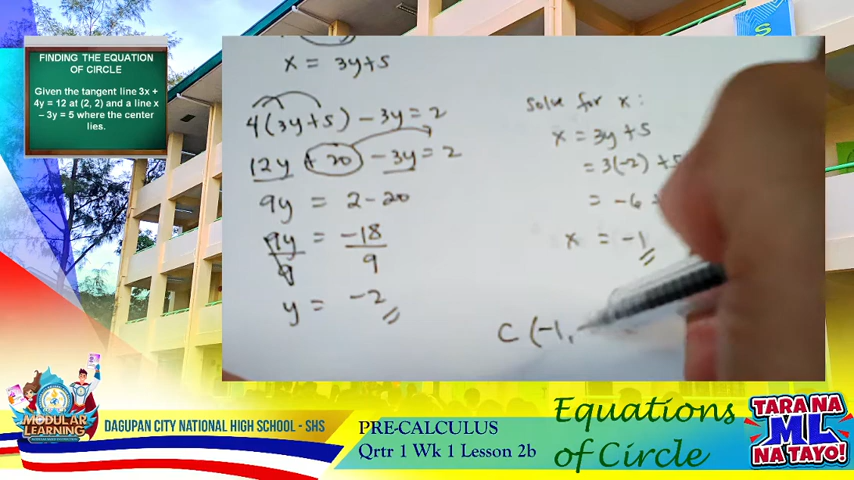 FINDING THE EQUATION
OF CIRCLE
Given the tangent line 3x +
4y = 12 at (2, 2) and a line x
– 3y = 5 where the center
lies.
x = 3y+5
4(3y+5) - 3y = 2
12y + 20 - 3y = 2
9y = 2-20
9y/9 = -18/9
y = -2
solve for x:
x = 3y+5
= 3(-2) + 5
= -6 +
x = -1
C (-1,
MODULAR
LEARNING
DAGUPAN CITY NATIONAL HIGH SCHOOL - SHS
PRE-CALCULUS
Qrtr 1 Wk 1 Lesson 2b
Equations
of Circle
TARA NA
ML
NA TAYO!